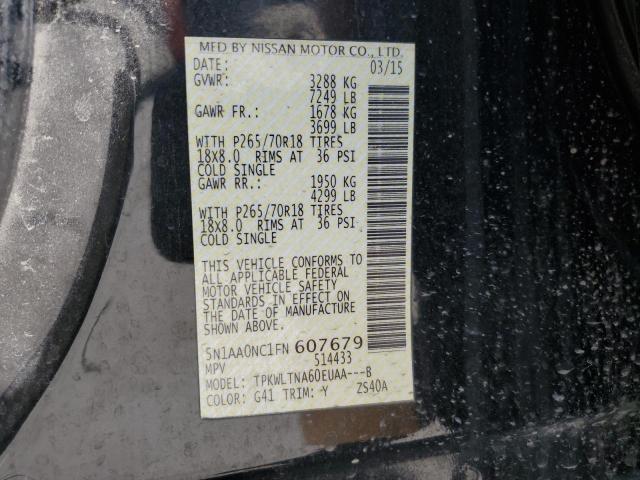 MFD BY NISSAN MOTOR CO., LTD.
DATE: 03/15
GVWR: 3288 KG
7249 LB
GAWR FR.: 1678 KG
3699 LB
WITH P265/70R18 TIRES
18X8.0 RIMS AT 36 PSI
COLD SINGLE
GAWR RR.: 1950 KG
4299 LB
WITH P265/70R18 TIRES
18X8.0 RIMS AT 36 PSI
COLD SINGLE
THIS VEHICLE CONFORMS TO
ALL APPLICABLE FEDERAL
MOTOR VEHICLE SAFETY
STANDARDS IN EFFECT ON
THE DATE OF MANUFACTURE
SHOWN ABOVE.
5N1AA0NC1FN607679
MPV 514433
MODEL: TPKWLTNA60EUAA---B
COLOR: G41 TRIM: Y ZS40A